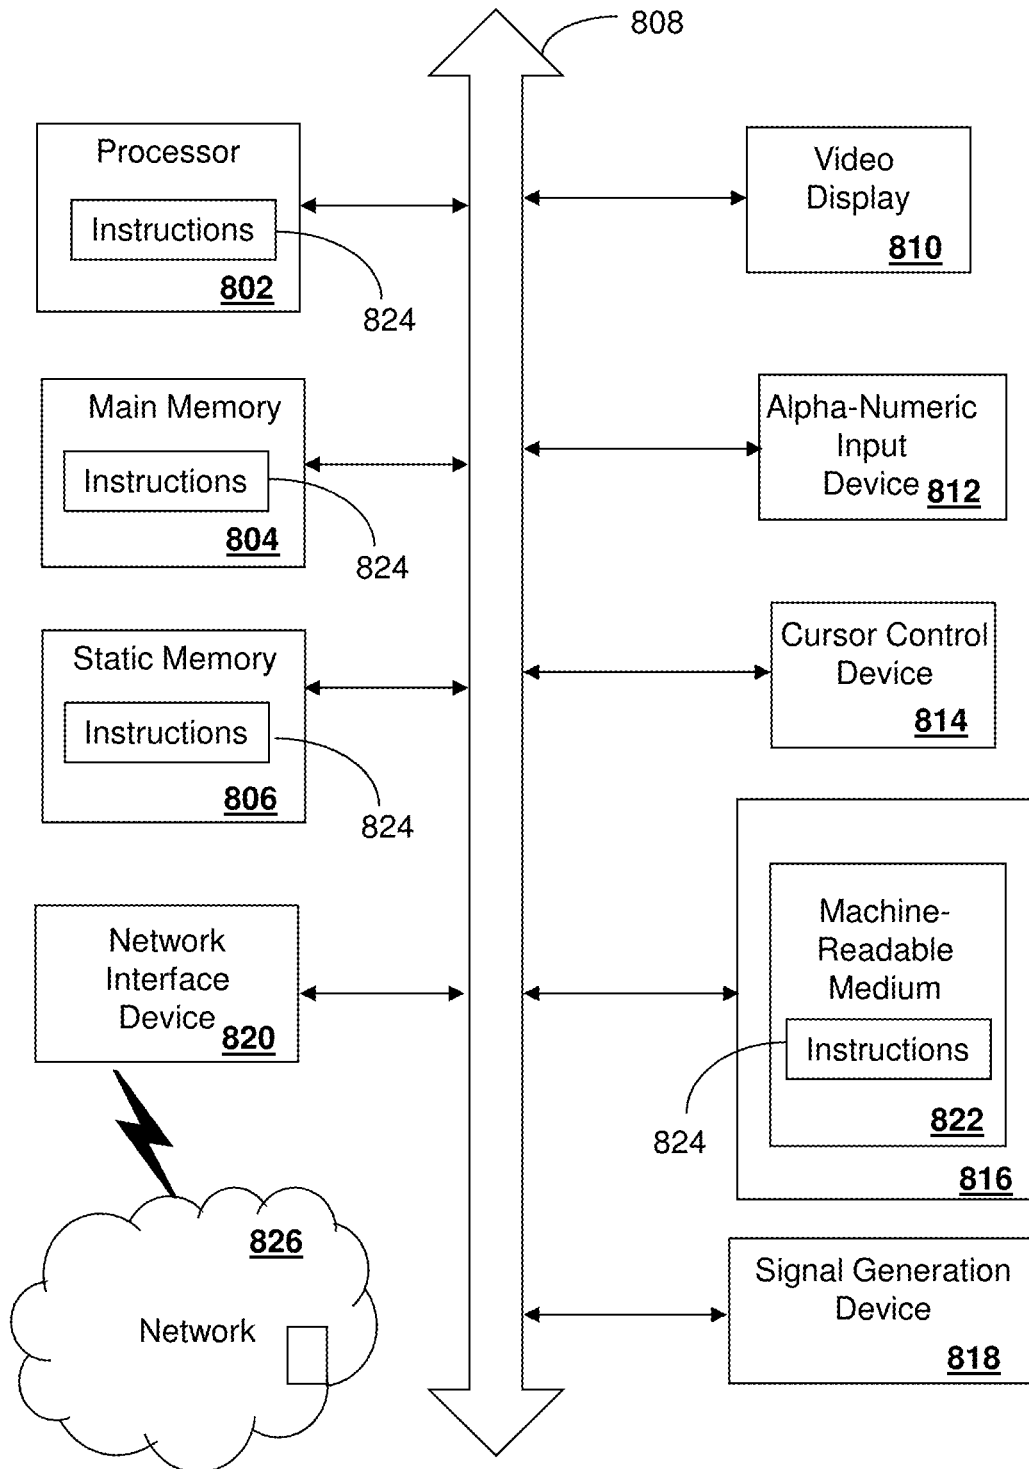 808
Processor
Instructions
802
824
Main Memory
Instructions
804
824
Static Memory
Instructions
806
824
Network
Interface
Device
820
826
Network
Video
Display
810
Alpha-Numeric
Input
Device
812
Cursor Control
Device
814
Machine-
Readable
Medium
Instructions
822
824
816
Signal Generation
Device
818